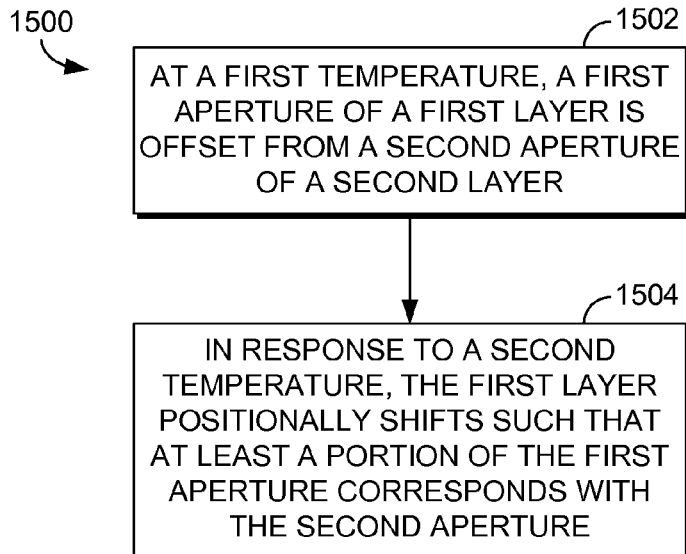 1500
1502
AT A FIRST TEMPERATURE, A FIRST
APERTURE OF A FIRST LAYER IS
OFFSET FROM A SECOND APERTURE
OF A SECOND LAYER
1504
IN RESPONSE TO A SECOND
TEMPERATURE, THE FIRST LAYER
POSITIONALLY SHIFTS SUCH THAT
AT LEAST A PORTION OF THE FIRST
APERTURE CORRESPONDS WITH
THE SECOND APERTURE